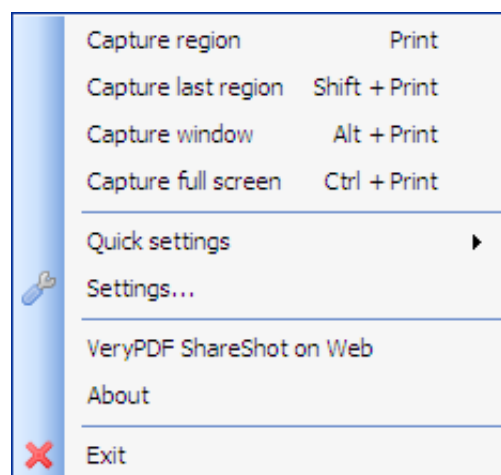 Capture region Print
Capture last region Shift + Print
Capture window Alt + Print
Capture full screen Ctrl + Print
Quick settings
Settings...
VeryPDF ShareShot on Web
About
Exit